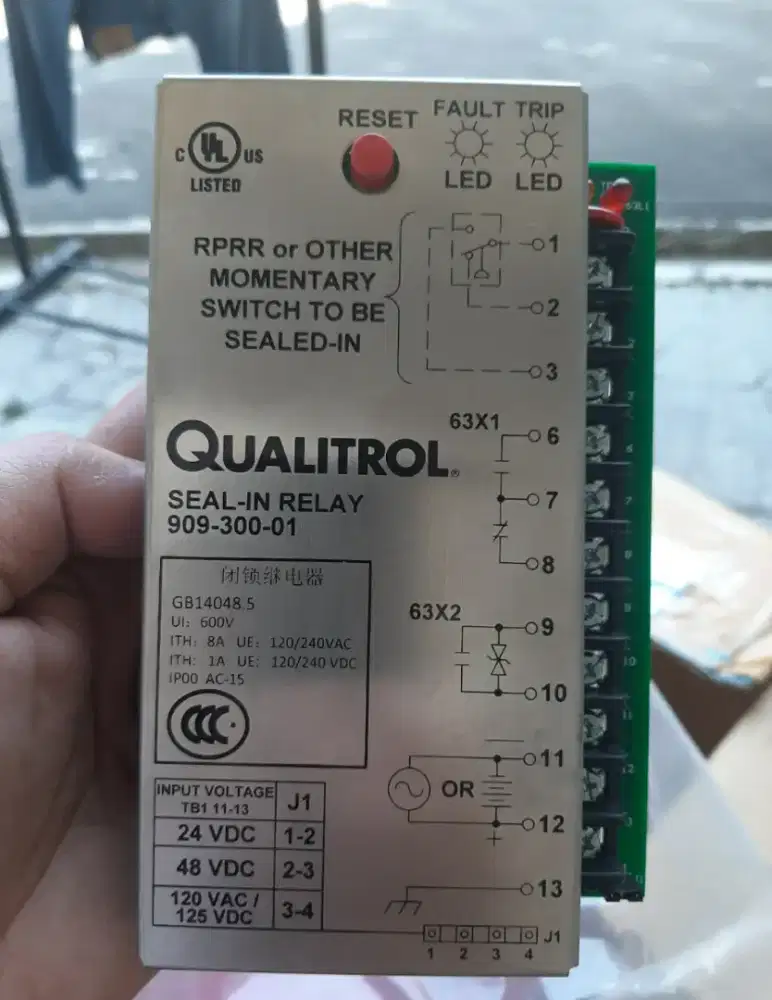 RESET FAULT TRIP
LED LED
C UL US
LISTED
RPRR or OTHER
MOMENTARY
SWITCH TO BE
SEALED-IN
1
2
3
63X1
6
7
8
QUALITROL®
SEAL-IN RELAY
909-300-01
闭锁继电器
GB14048.5
UI: 600V
ITH: 8A UE: 120/240VAC
ITH: 1A UE: 120/240 VDC
IP00 AC-15
CCC
63X2
9
10
11
OR
12
+
13
INPUT VOLTAGE
TB1 11-13
J1
24 VDC 1-2
48 VDC 2-3
120 VAC /
125 VDC
3-4
J1
1 2 3 4